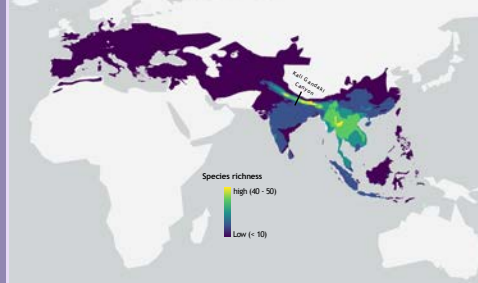 Kali Gandaki
Canyon
Species richness
high (40 - 50)
Low (< 10)